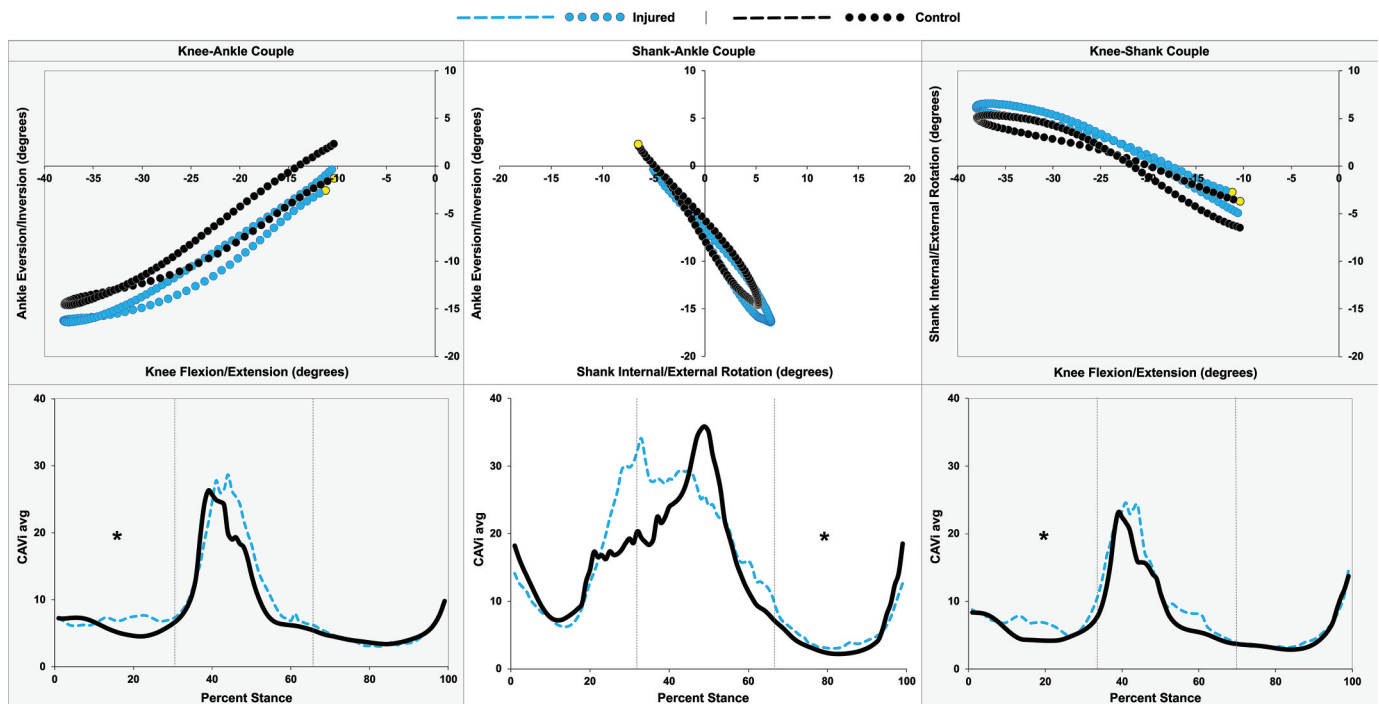 Injured | Control
Knee-Ankle Couple
Shank-Ankle Couple
Knee-Shank Couple
Ankle Eversion/Inversion (degrees)
10
5
0
-5
-10
-15
-20
-40 -35 -30 -25 -20 -15 -10 -5 0
Knee Flexion/Extension (degrees)
Ankle Eversion/Inversion (degrees)
10
5
0
-5
-10
-15
-20
-20 -15 -10 -5 0 5 10 15 20
Shank Internal/External Rotation (degrees)
Shank Internal/External Rotation (degrees)
10
5
0
-5
-10
-15
-20
-40 -35 -30 -25 -20 -15 -10 -5 0
Knee Flexion/Extension (degrees)
CAVi avg
40
30
20
10
0
*
0 20 40 60 80 100
Percent Stance
CAVi avg
40
30
20
10
0
*
0 10 20 30 40 50 60 70 80 90 100
Percent Stance
CAVi avg
40
30
20
10
0
*
0 20 40 60 80 100
Percent Stance